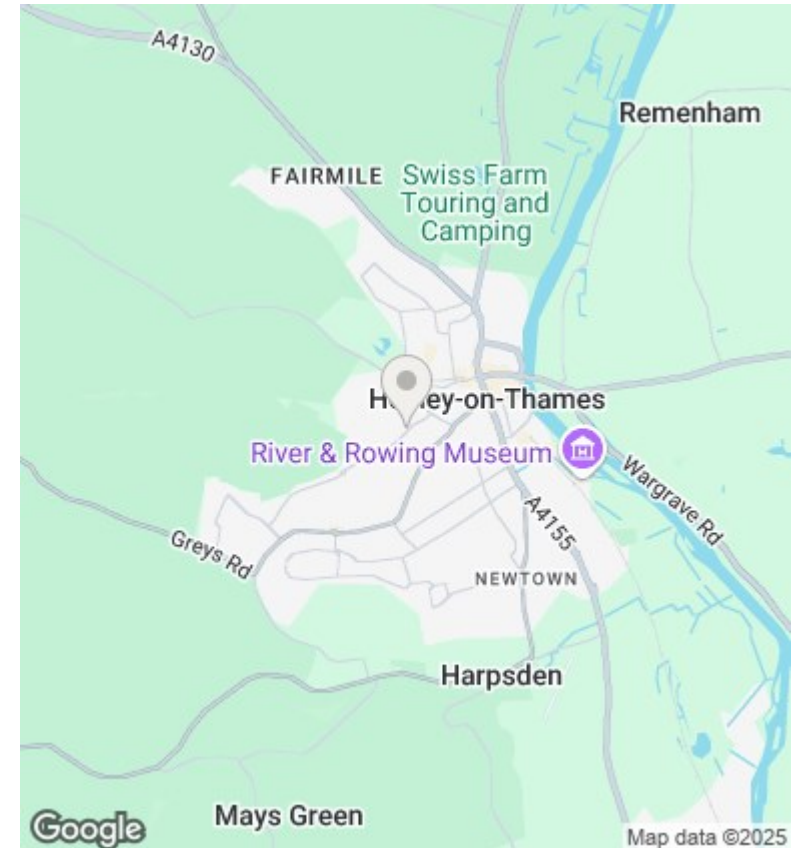 A4130
Remenham
FAIRMILE
Swiss Farm
Touring and
Camping
H ley-on-Thames
River & Rowing Museum
Wargrave Rd
A4155
Greys Rd
NEWTOWN
Harpsden
Mays Green
Google
Map data ©2025